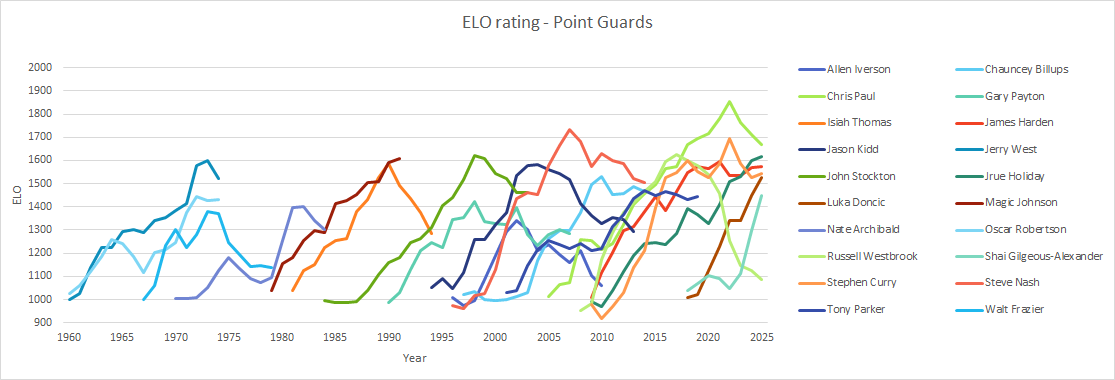 ELO rating - Point Guards
2000
1900
1800
1700
1600
1500
1400
1300
1200
1100
1000
900
ELO
1960 1965 1970 1975 1980 1985 1990 1995 2000 2005 2010 2015 2020 2025
Year
Allen Iverson Chauncey Billups
Chris Paul Gary Payton
Isiah Thomas James Harden
Jason Kidd Jerry West
John Stockton Jrue Holiday
Luka Doncic Magic Johnson
Nate Archibald Oscar Robertson
Russell Westbrook Shai Gilgeous-Alexander
Stephen Curry Steve Nash
Tony Parker Walt Frazier